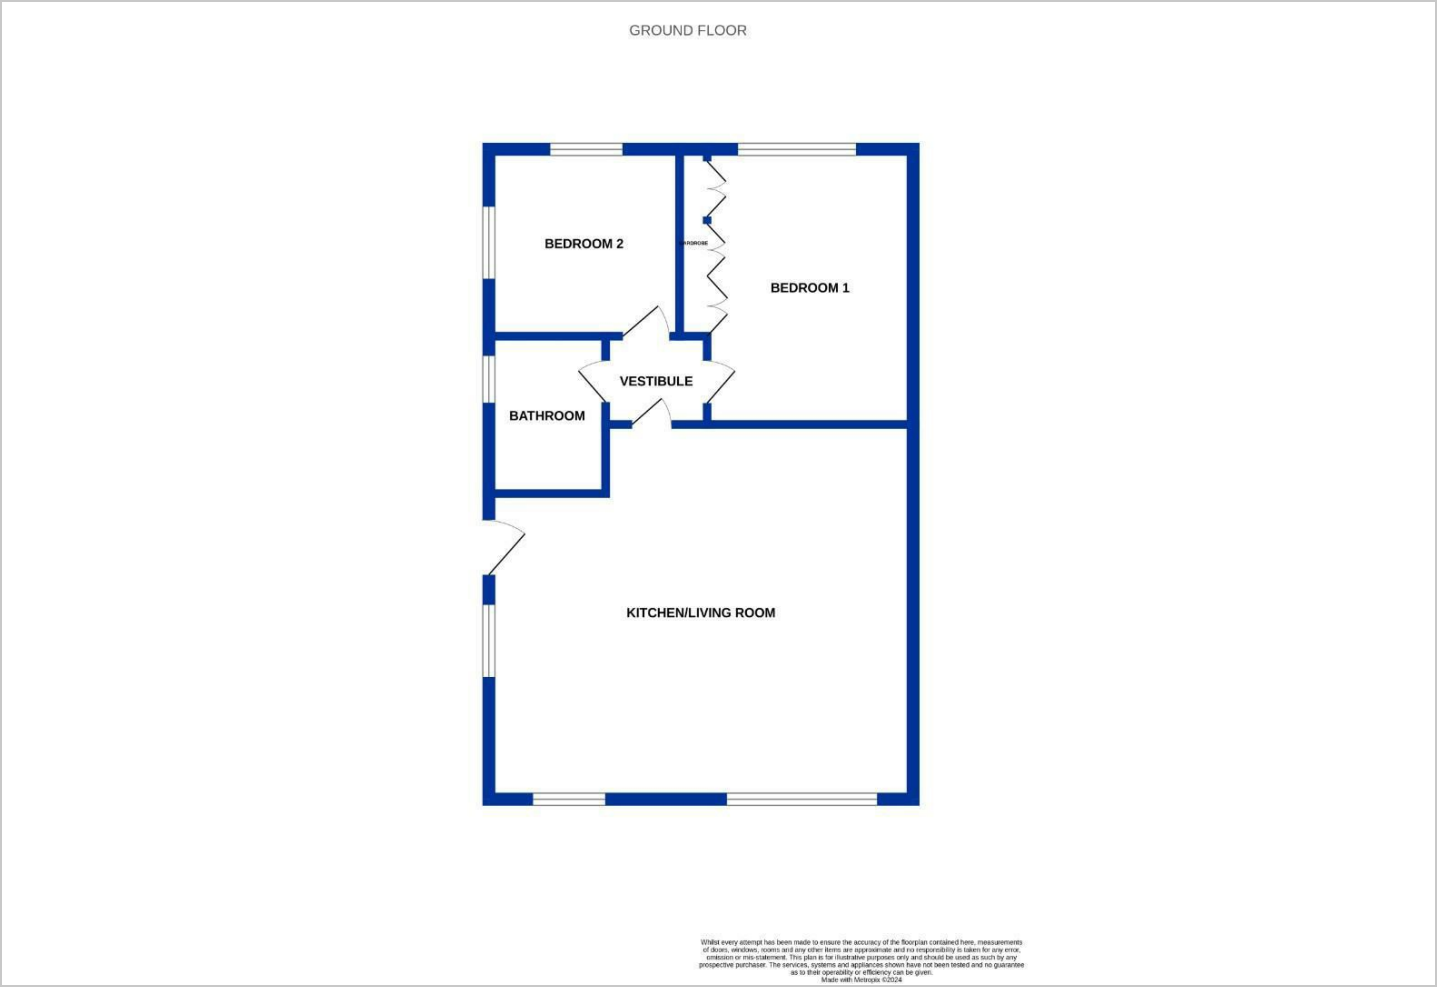 GROUND FLOOR
BEDROOM 2
BEDROOM 1
VESTIBULE
BATHROOM
KITCHEN/LIVING ROOM
Whilst every attempt has been made to ensure the accuracy of the floorplan contained here, measurements
of doors, windows, rooms and any other items are approximate and no responsibility is taken for any error,
omission or mis-statement. This plan is for illustrative purposes only and should be used as such by any
prospective purchaser. The services, systems and appliances shown have not been tested and no guarantee
as to their operability or efficiency can be given.
Made with Metropix ©2024